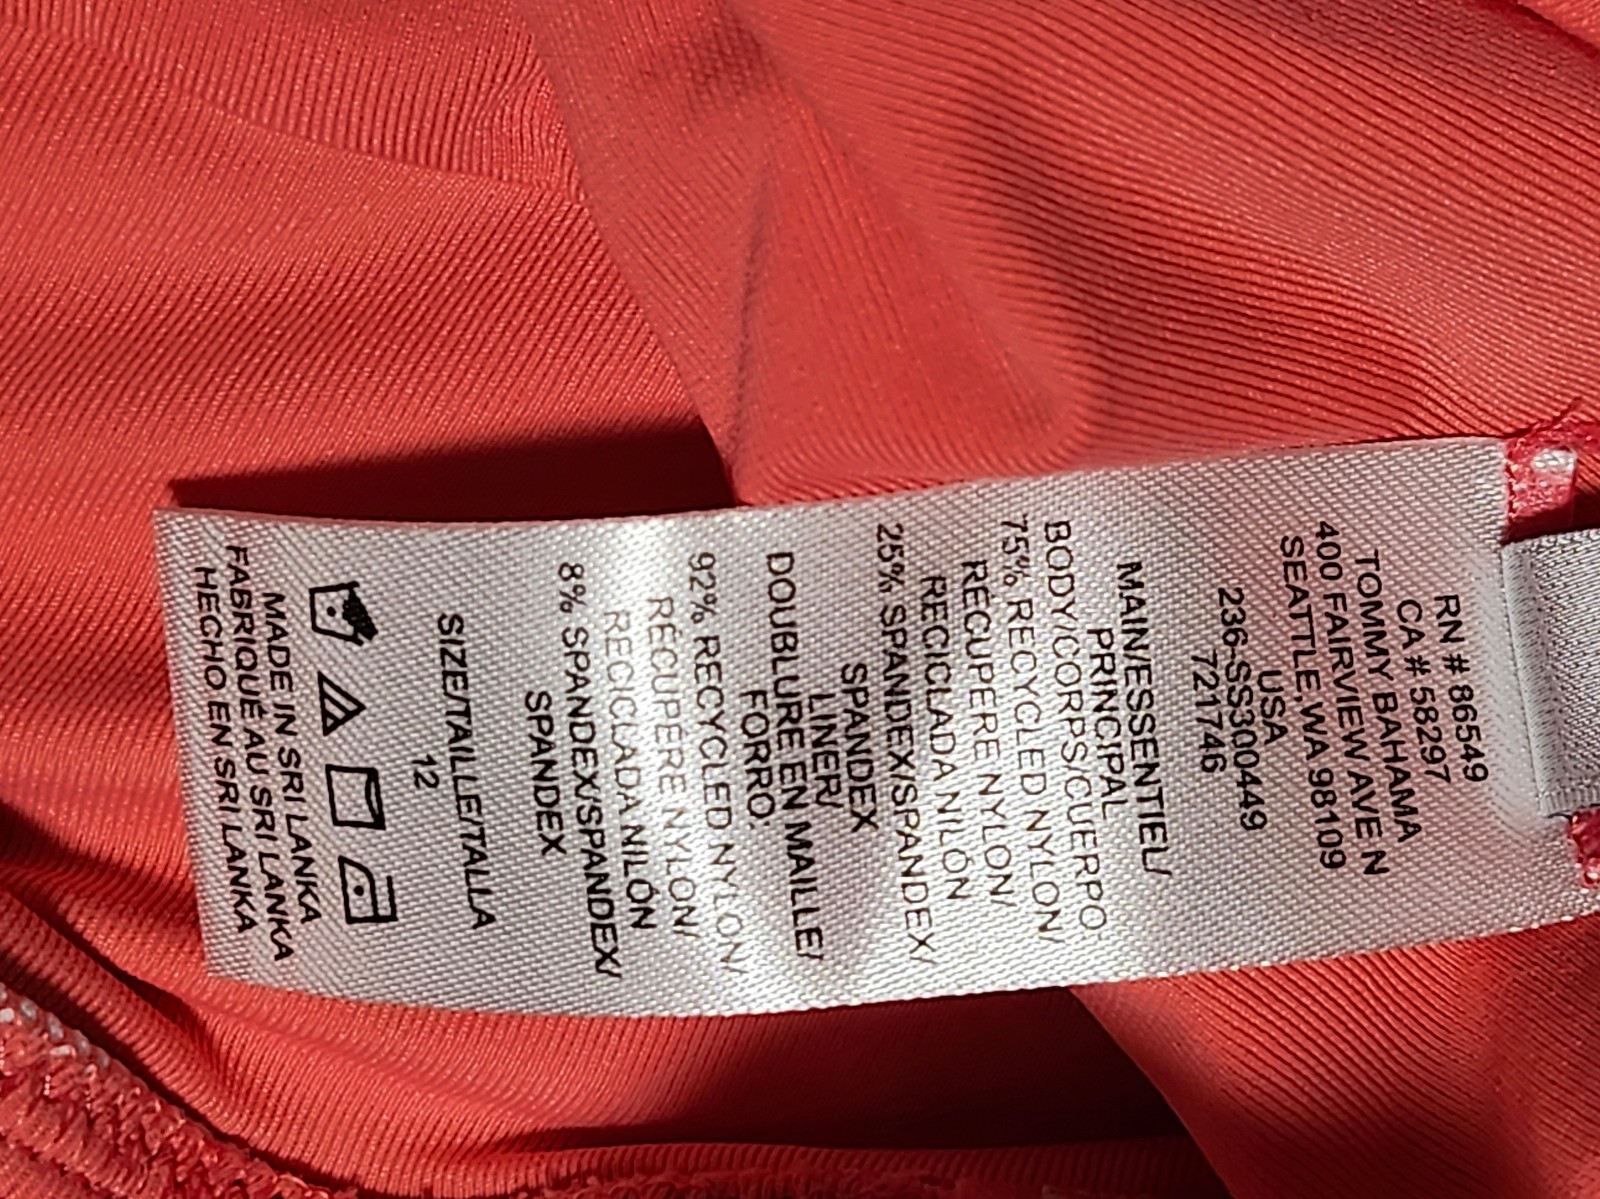 RN # 86549
CA # 58297
TOMMY BAHAMA
400 FAIRVIEW AVE N
SEATTLE, WA 98109
USA
236-SS300449
721746
MAIN/ESSENTIEL/
PRINCIPAL
BODY/CORPS/CUERPO:
75% RECYCLED NYLON/
RÉCUPERE NYLON/
RECICLADA NILÓN
25% SPANDEX/SPANDEX/
SPANDEX
LINER/
DOUBLURE EN MAILLE/
FORRO:
92% RECYCLED NYLON/
RÉCUPERE NYLON/
RECICLADA NILÓN
8% SPANDEX/SPANDEX/
SPANDEX
SIZE/TAILLE/TALLA
12
MADE IN SRI LANKA
FABRIQUÉ AU SRI LANKA
HECHO EN SRI LANKA